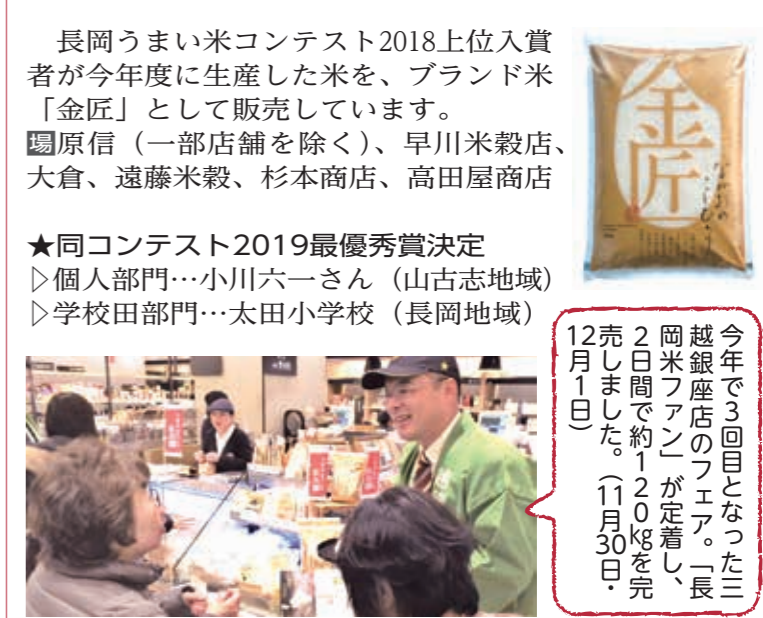 長岡うまい米コンテスト2018上位入賞
者が今年度に生産した米を、ブランド米
「金匠」として販売しています。
場原信（一部店舗を除く）、早川米穀店、
大倉、遠藤米穀、杉本商店、高田屋商店
金匠
★同コンテスト2019最優秀賞決定
▷個人部門…小川六一さん（山古志地域）
▷学校田部門…太田小学校（長岡地域）
今年で3回目となった三
越銀座店のフェア。「長
岡米ファン」が定着し、
2日間で約120㎏を完
売しました。（11月30日・
12月1日）